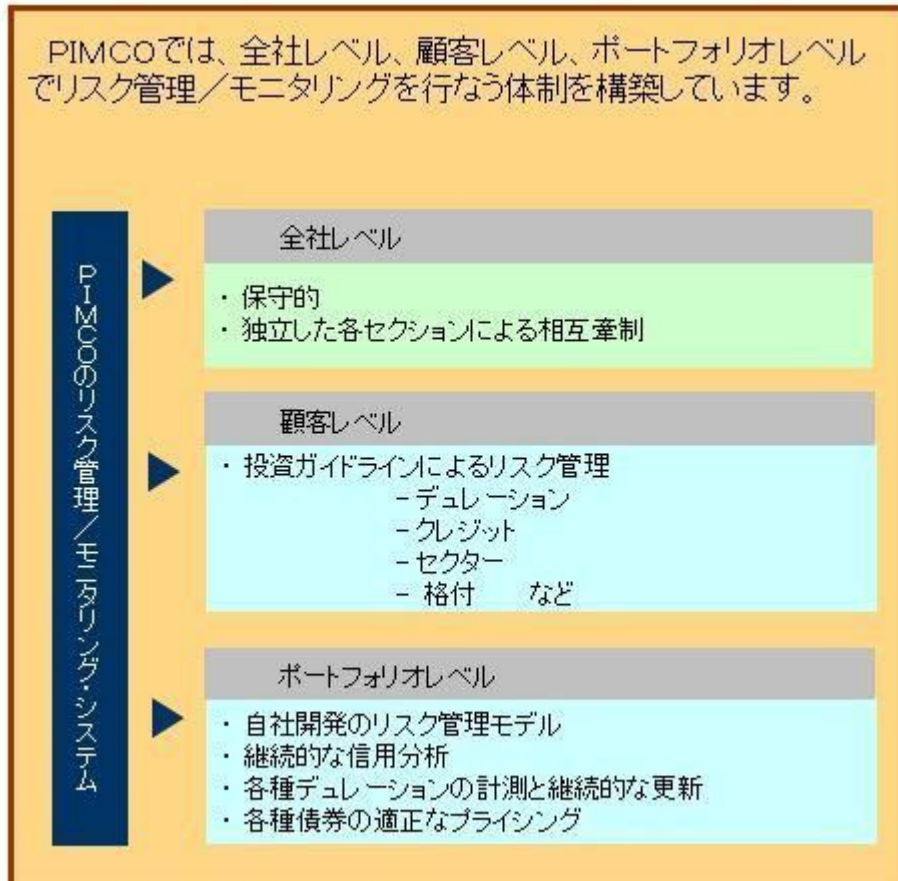 PIMCOでは、全社レベル、顧客レベル、ポートフォリオレベル
でリスク管理／モニタリングを行なう体制を構築しています。
PIMCOのリスク管理／モニタリング・システム
全社レベル
・ 保守的
・ 独立した各セクションによる相互牽制
顧客レベル
・ 投資ガイドラインによるリスク管理
－デュレーション
－クレジット
－セクター
－ 格付　など
ポートフォリオレベル
・ 自社開発のリスク管理モデル
・ 継続的な信用分析
・ 各種デュレーションの計測と継続的な更新
・ 各種債券の適正なプライシング